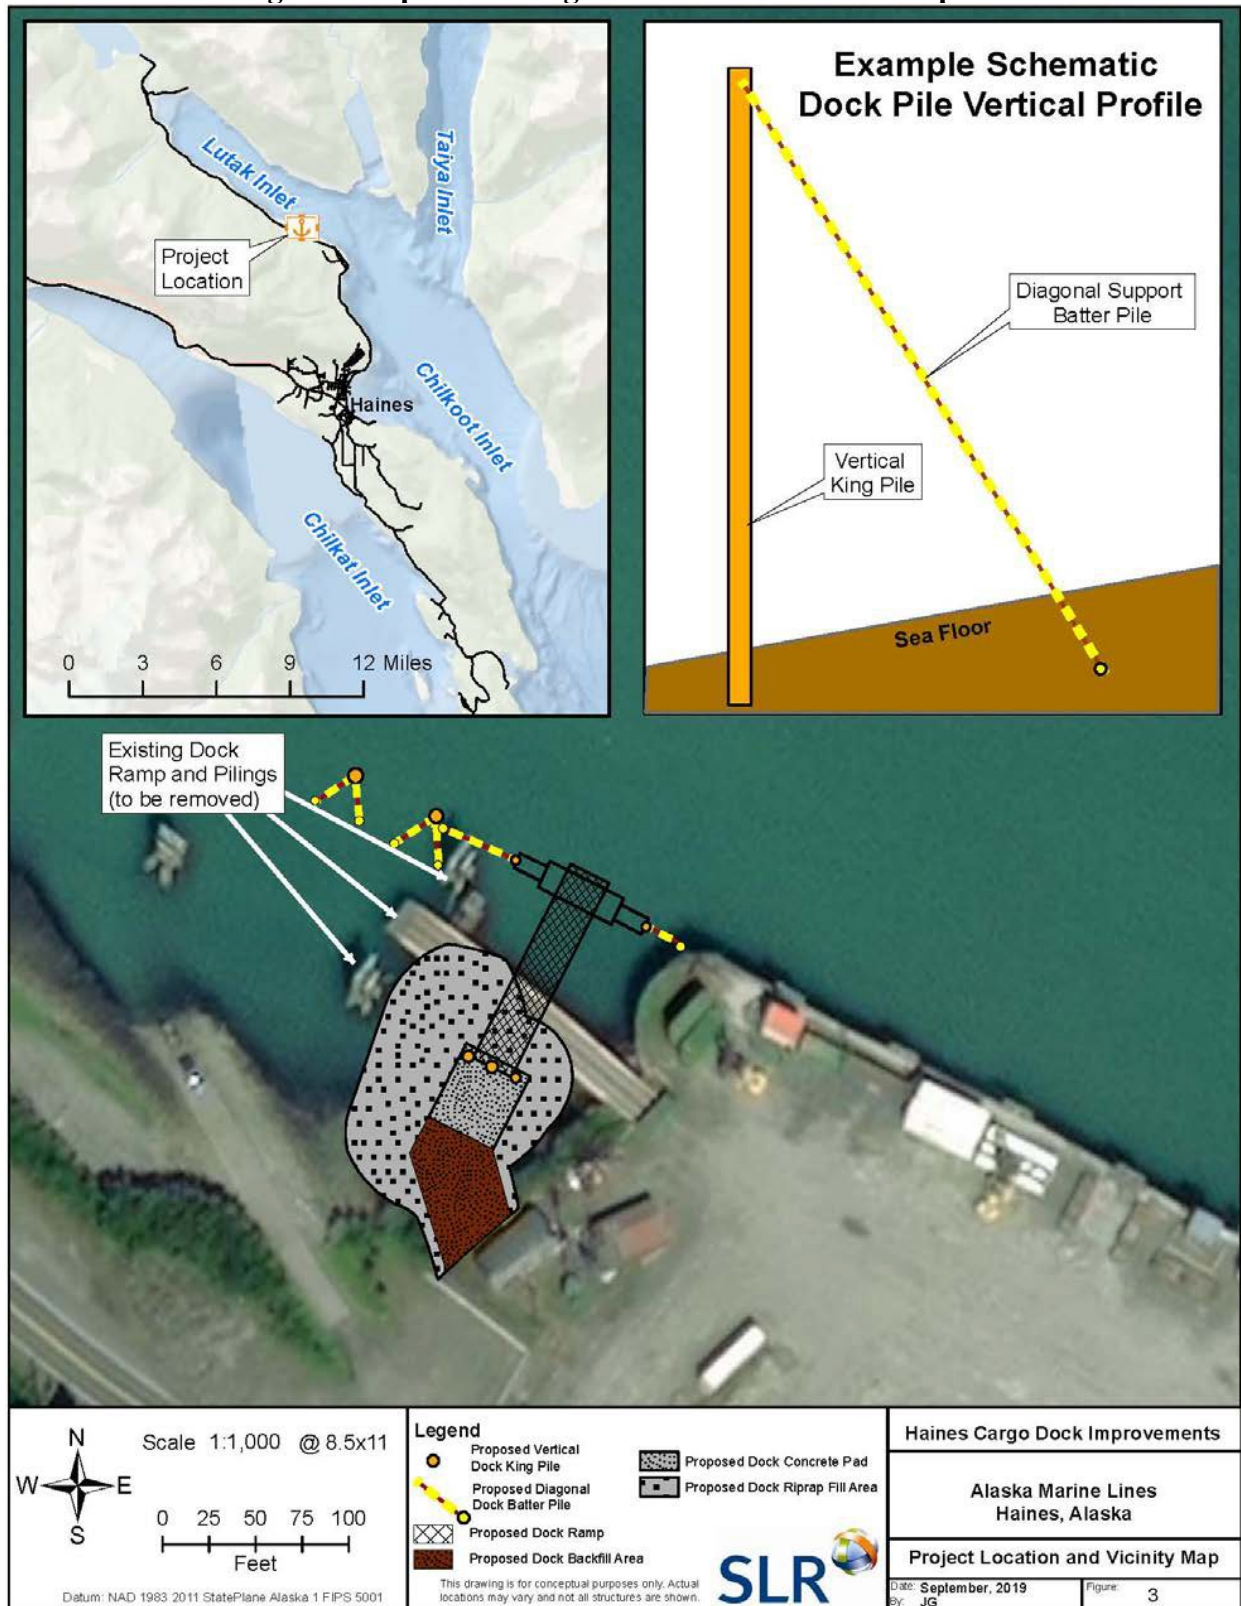 Lutak Inlet
Taiya Inlet
Project
Location
Chilkoot Inlet
Haines
Chilkat Inlet
0 3 6 9 12 Miles
Example Schematic
Dock Pile Vertical Profile
Diagonal Support
Batter Pile
Vertical
King Pile
Sea Floor
Existing Dock
Ramp and Pilings
(to be removed)
N
W E
S
Scale 1:1,000 @ 8.5x11
0 25 50 75 100
Feet
Datum: NAD 1983 2011 StatePlane Alaska 1 FIPS 5001
Legend
Proposed Vertical
Dock King Pile
Proposed Diagonal
Dock Batter Pile
Proposed Dock Ramp
Proposed Dock Backfill Area
Proposed Dock Concrete Pad
Proposed Dock Riprap Fill Area
This drawing is for conceptual purposes only. Actual
locations may vary and not all structures are shown.
SLR
Haines Cargo Dock Improvements
Alaska Marine Lines
Haines, Alaska
Project Location and Vicinity Map
Date: September, 2019
By: JG
Figure: 3